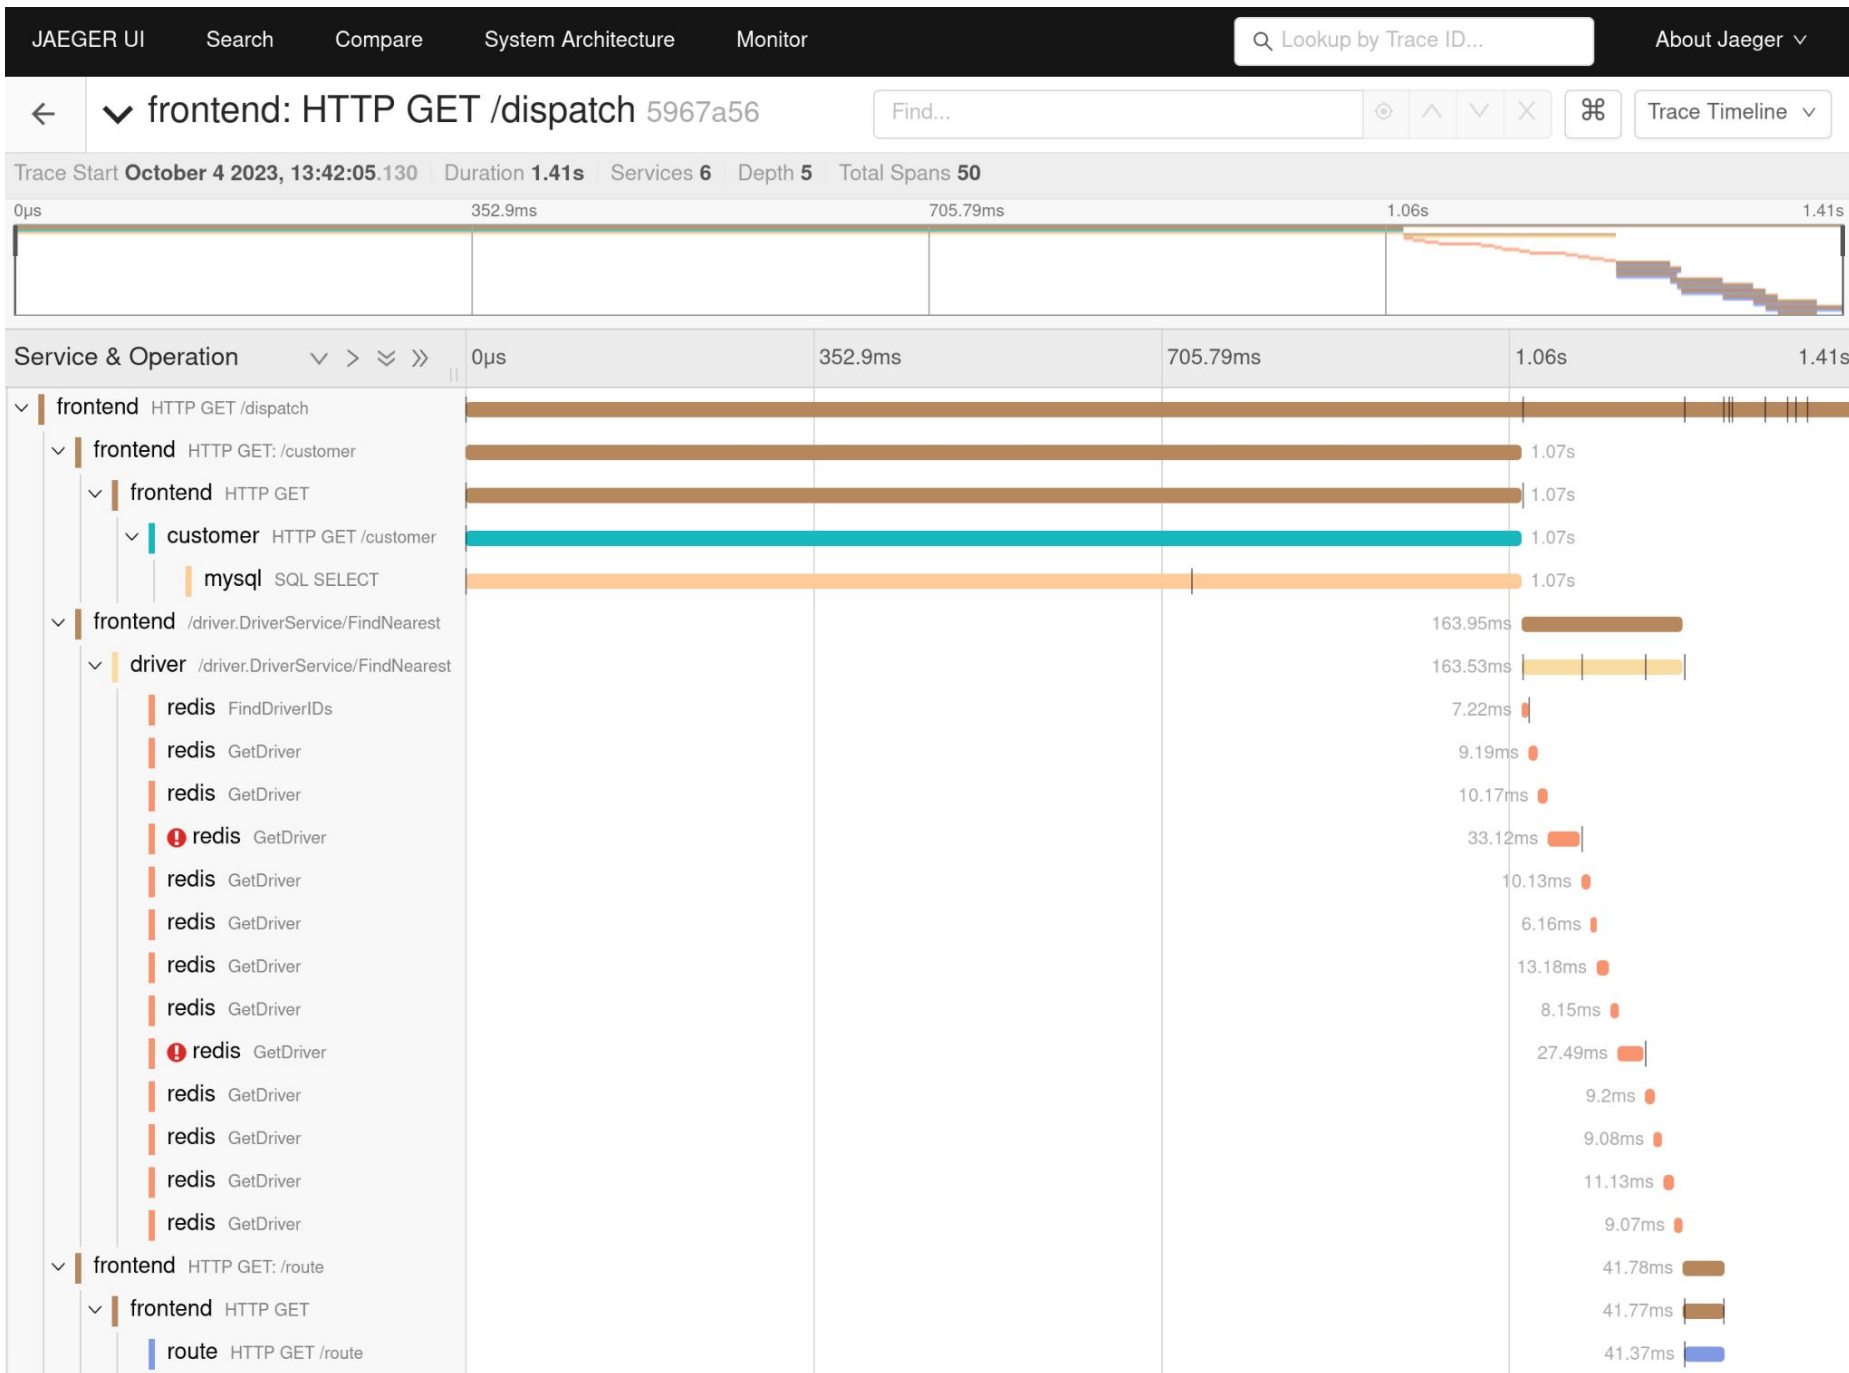 JAEGER UI Search Compare System Architecture Monitor Lookup by Trace ID... About Jaeger
frontend: HTTP GET /dispatch 5967a56 Find... ⌘ Trace Timeline
Trace Start October 4 2023, 13:42:05.130 Duration 1.41s Services 6 Depth 5 Total Spans 50
0μs 352.9ms 705.79ms 1.06s 1.41s
Service & Operation 0μs 352.9ms 705.79ms 1.06s 1.41s
frontend HTTP GET /dispatch
frontend HTTP GET: /customer 1.07s
frontend HTTP GET 1.07s
customer HTTP GET /customer 1.07s
mysql SQL SELECT 1.07s
frontend /driver.DriverService/FindNearest 163.95ms
driver /driver.DriverService/FindNearest 163.53ms
redis FindDriverIDs 7.22ms
redis GetDriver 9.19ms
redis GetDriver 10.17ms
redis GetDriver 33.12ms
redis GetDriver 10.13ms
redis GetDriver 6.16ms
redis GetDriver 13.18ms
redis GetDriver 8.15ms
redis GetDriver 27.49ms
redis GetDriver 9.2ms
redis GetDriver 9.08ms
redis GetDriver 11.13ms
redis GetDriver 9.07ms
frontend HTTP GET: /route 41.78ms
frontend HTTP GET 41.77ms
route HTTP GET /route 41.37ms